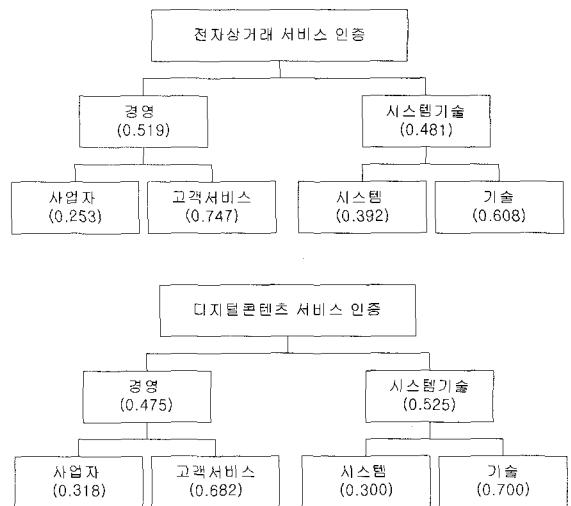 전자상거래 서비스 인증
경영
(0.519)
시스템기술
(0.481)
사업자
(0.253)
고객서비스
(0.747)
시스템
(0.392)
기술
(0.608)
디지털콘텐츠 서비스 인증
경영
(0.475)
시스템기술
(0.525)
사업자
(0.318)
고객서비스
(0.682)
시스템
(0.300)
기술
(0.700)